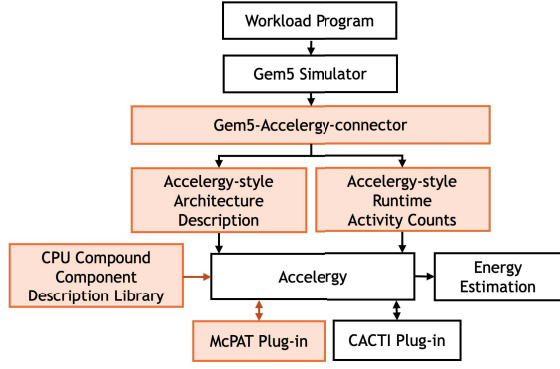 Workload Program
Gem5 Simulator
Gem5-Accelergy-connector
Accelergy-style
Architecture
Description
Accelergy-style
Runtime
Activity Counts
CPU Compound
Component
Description Library
Accelergy
Energy
Estimation
McPAT Plug-in
CACTI Plug-in